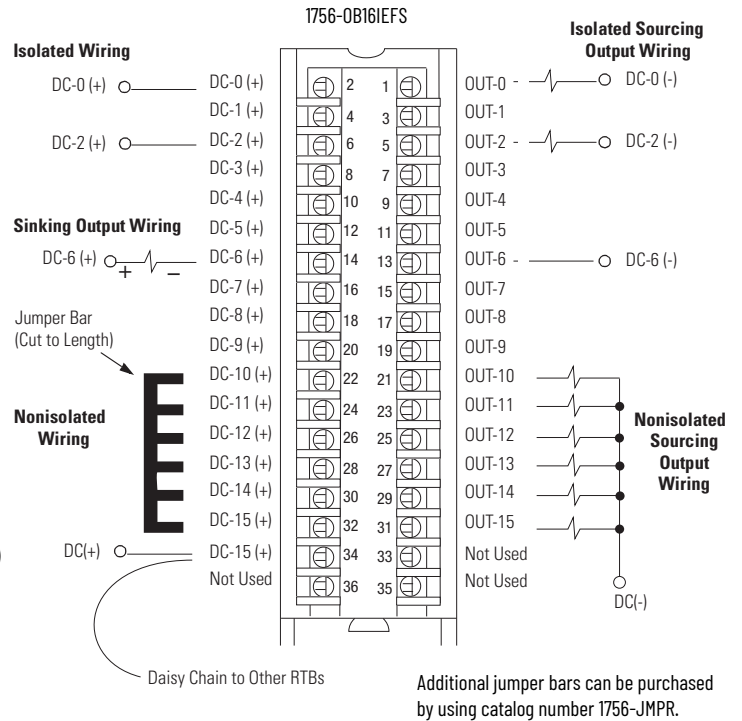 1756-OB16IEFS
Isolated Wiring
Isolated Sourcing
Output Wiring
DC-0 (+) DC-0 (+) 2 1 OUT-0 - DC-0 (-)
DC-1 (+) 4 3 OUT-1
DC-2 (+) DC-2 (+) 6 5 OUT-2 - DC-2 (-)
DC-3 (+) 8 7 OUT-3
DC-4 (+) 10 9 OUT-4
Sinking Output Wiring
DC-5 (+) 12 11 OUT-5
DC-6 (+) + – DC-6 (+) 14 13 OUT-6 - DC-6 (-)
DC-7 (+) 16 15 OUT-7
Jumper Bar
(Cut to Length)
DC-8 (+) 18 17 OUT-8
DC-9 (+) 20 19 OUT-9
DC-10 (+) 22 21 OUT-10
DC-11 (+) 24 23 OUT-11
Nonisolated
Wiring
DC-12 (+) 26 25 OUT-12
DC-13 (+) 28 27 OUT-13
DC-14 (+) 30 29 OUT-14
DC-15 (+) 32 31 OUT-15
Nonisolated
Sourcing
Output
Wiring
DC(+) DC-15 (+) 34 33 Not Used
Not Used 36 35 Not Used
DC(-)
Daisy Chain to Other RTBs
Additional jumper bars can be purchased
by using catalog number 1756-JMPR.
)